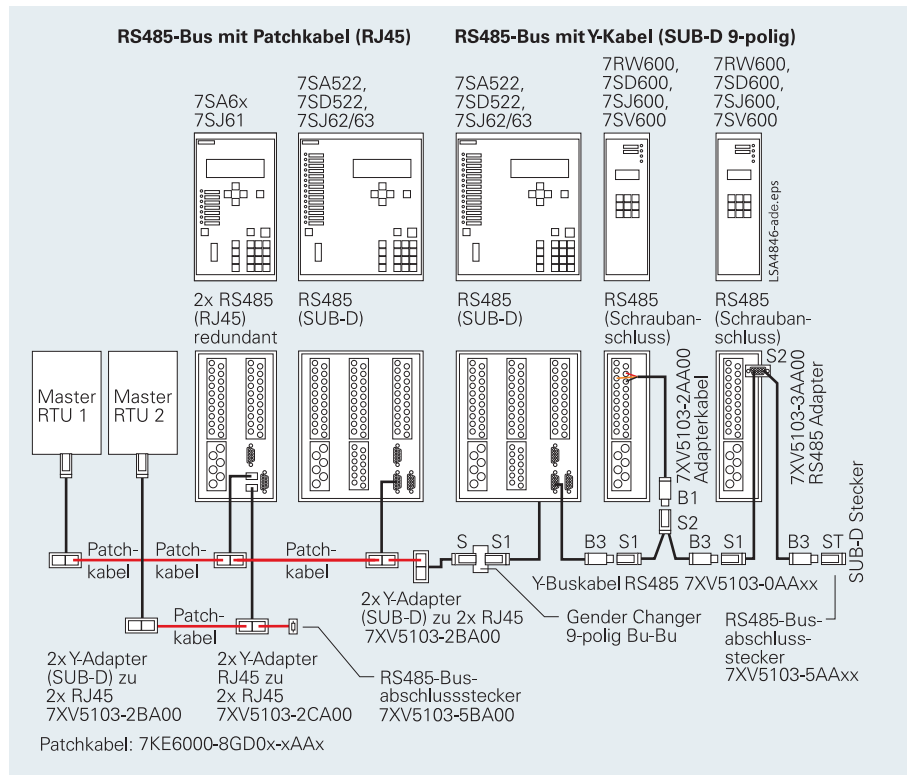 RS485-Bus mit Patchkabel (RJ45)
RS485-Bus mit Y-Kabel (SUB-D 9-polig)
7SA6x
7SJ61
7SA522,
7SD522,
7SJ62/63
7SA522,
7SD522,
7SJ62/63
7RW600,
7SD600,
7SJ600,
7SV600
7RW600,
7SD600,
7SJ600,
7SV600
LSA4846-ade.eps
2x RS485
(RJ45)
redundant
RS485
(SUB-D)
RS485
(SUB-D)
RS485
(Schrauban-
schluss)
RS485
(Schrauban-
schluss)
Master
RTU 1
Master
RTU 2
7XV5103-2AA00
Adapterkabel
S2
7XV5103-3AA00
RS485 Adapter
B1
S2
SUB-D Stecker
Patch-
kabel
Patch-
kabel
Patch-
kabel
S
S1
B3
S1
B3
S1
B3
ST
Y-Buskabel RS485 7XV5103-0AAxx
Patch-
kabel
2x Y-Adapter
(SUB-D) zu 2x RJ45
7XV5103-2BA00
Gender Changer
9-polig Bu-Bu
RS485-Bus-
abschluss-
stecker
7XV5103-5AAxx
2x Y-Adapter
(SUB-D) zu
2x RJ45
7XV5103-2BA00
2x Y-Adapter
RJ45 zu
2x RJ45
7XV5103-2CA00
RS485-Bus-
abschlussstecker
7XV5103-5BA00
Patchkabel: 7KE6000-8GD0x-xAAx